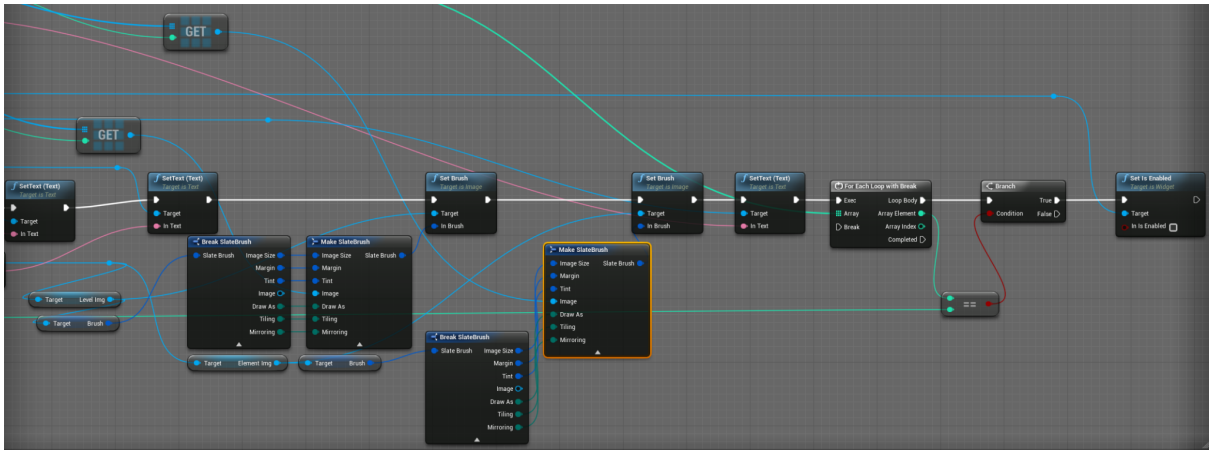 GET
GET
SetText (Text)
Target is Text
Target
In Text
SetText (Text)
Target is Text
Target
In Text
Set Brush
Target is Image
Target
In Brush
Set Brush
Target is Image
Target
In Brush
SetText (Text)
Target is Text
Target
In Text
For Each Loop with Break
Exec Loop Body
Array Array Element
Break Array Index
Completed
Branch
True
Condition False
Set Is Enabled
Target is Widget
Target
In Is Enabled
Break SlateBrush
Slate Brush Image Size
Margin
Tint
Image
Draw As
Tiling
Mirroring
Make SlateBrush
Image Size Slate Brush
Margin
Tint
Image
Draw As
Tiling
Mirroring
Make SlateBrush
Image Size Slate Brush
Margin
Tint
Image
Draw As
Tiling
Mirroring
Target Level Img
Target Brush
==
Break SlateBrush
Slate Brush Image Size
Margin
Tint
Image
Draw As
Tiling
Mirroring
Target Element Img
Target Brush